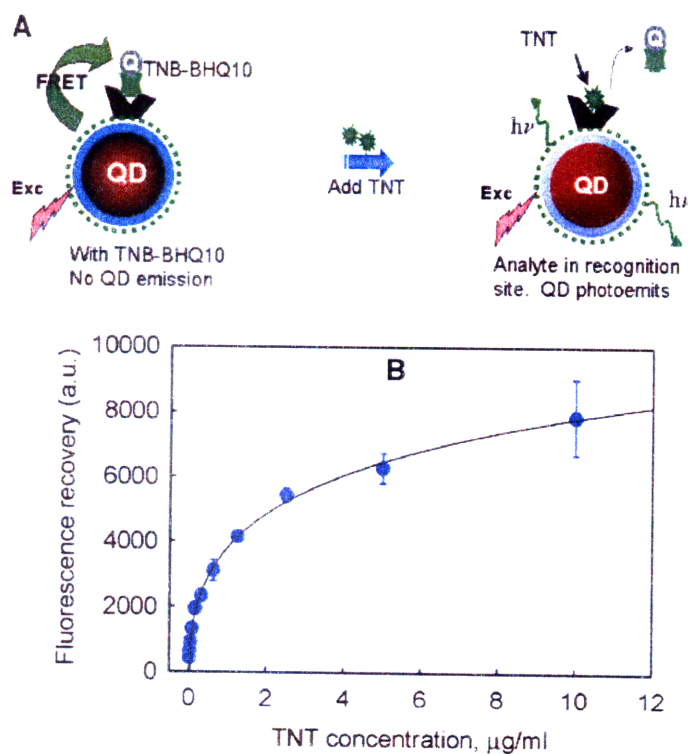 A
FRET
Q
TNB-BHQ10
QD
Exc
With TNB-BHQ10
No QD emission
Add TNT
TNT
Q
hν
QD
Exc
hν
Analyte in recognition
site. QD photoemits
B
Fluorescence recovery (a.u.)
10000
8000
6000
4000
2000
0
0 2 4 6 8 10 12
TNT concentration, µg/ml